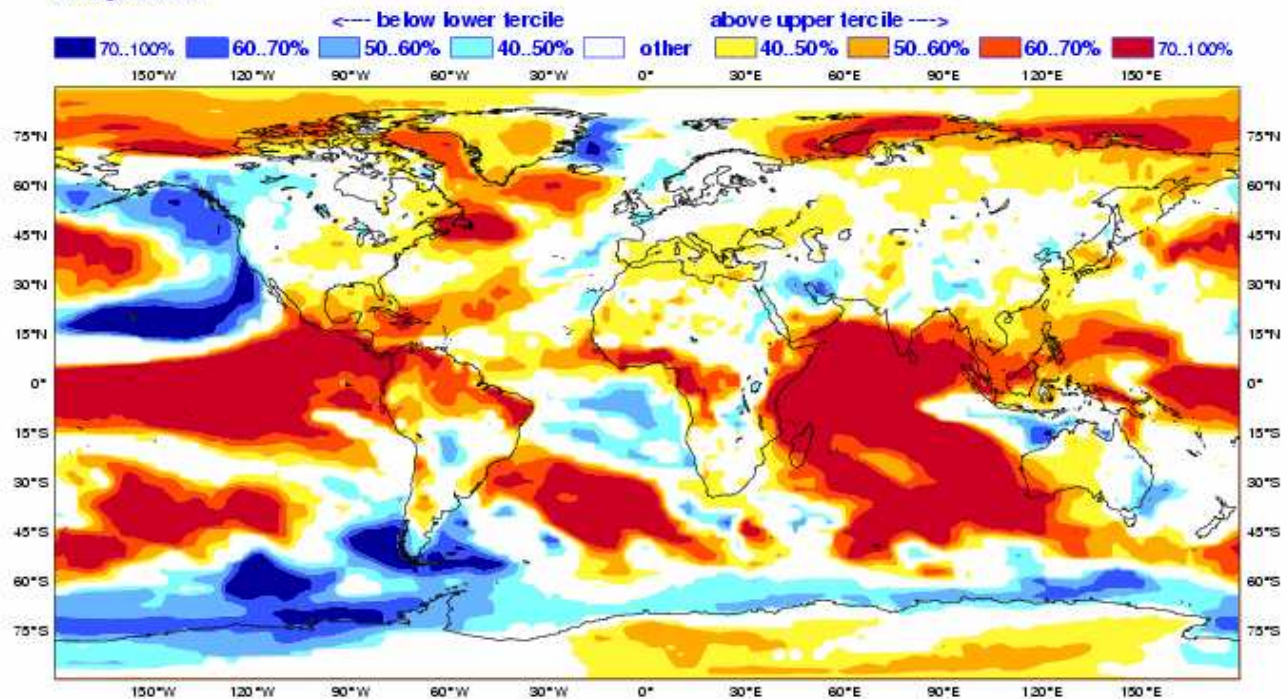 <---- below lower tercile above upper tercile ---->
70..100% 60..70% 50..60% 40..50% other 40..50% 50..60% 60..70% 70..100%
150°W 120°W 90°W 60°W 30°W 0° 30°E 60°E 90°E 120°E 150°E
75°N 75°N
60°N 60°N
45°N 45°N
30°N 30°N
15°N 15°N
0° 0°
15°S 15°S
30°S 30°S
45°S 45°S
60°S 60°S
75°S 75°S
150°W 120°W 90°W 60°W 30°W 0° 30°E 60°E 90°E 120°E 150°E